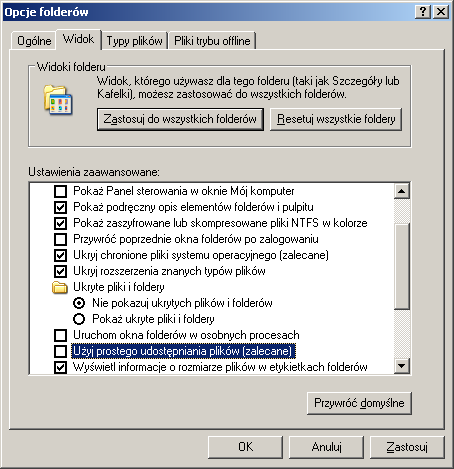 Opcje folderów
Ogólne Widok Typy plików Pliki trybu offline
Widoki folderu
Widok, którego używasz dla tego folderu (taki jak Szczegóły lub
Kafelki), możesz zastosować do wszystkich folderów.
Zastosuj do wszystkich folderów Resetuj wszystkie foldery
Ustawienia zaawansowane:
Pokaż Panel sterowania w oknie Mój komputer
Pokaż podręczny opis elementów folderów i pulpitu
Pokaż zaszyfrowane lub skompresowane pliki NTFS w kolorze
Przywróć poprzednie okna folderów po zalogowaniu
Ukryj chronione pliki systemu operacyjnego (zalecane)
Ukryj rozszerzenia znanych typów plików
Ukryte pliki i foldery
Nie pokazuj ukrytych plików i folderów
Pokaż ukryte pliki i foldery
Uruchom okna folderów w osobnych procesach
Użyj prostego udostępniania plików (zalecane)
Wyświetl informacje o rozmiarze plików w etykietkach folderów
Przywróć domyślne
OK Anuluj Zastosuj